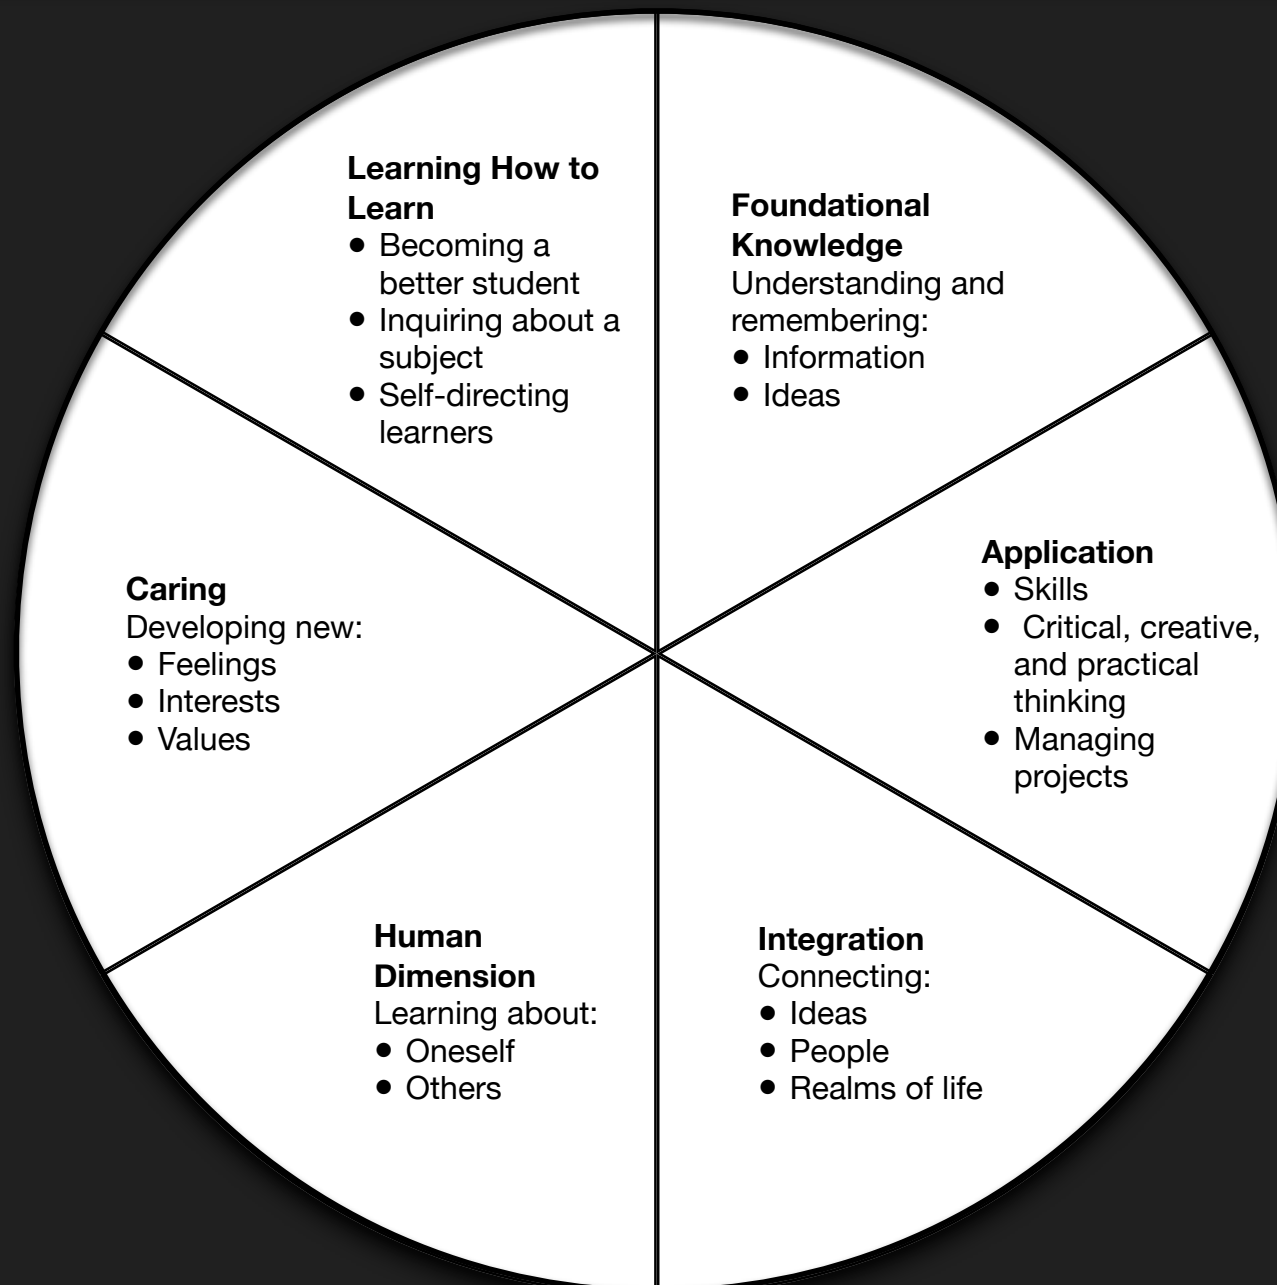 Learning How to
Learn
● Becoming a
better student
● Inquiring about a
subject
● Self-directing
learners
Foundational
Knowledge
Understanding and
remembering:
● Information
● Ideas
Application
● Skills
● Critical, creative,
and practical
thinking
● Managing
projects
Integration
Connecting:
● Ideas
● People
● Realms of life
Human
Dimension
Learning about:
● Oneself
● Others
Caring
Developing new:
● Feelings
● Interests
● Values